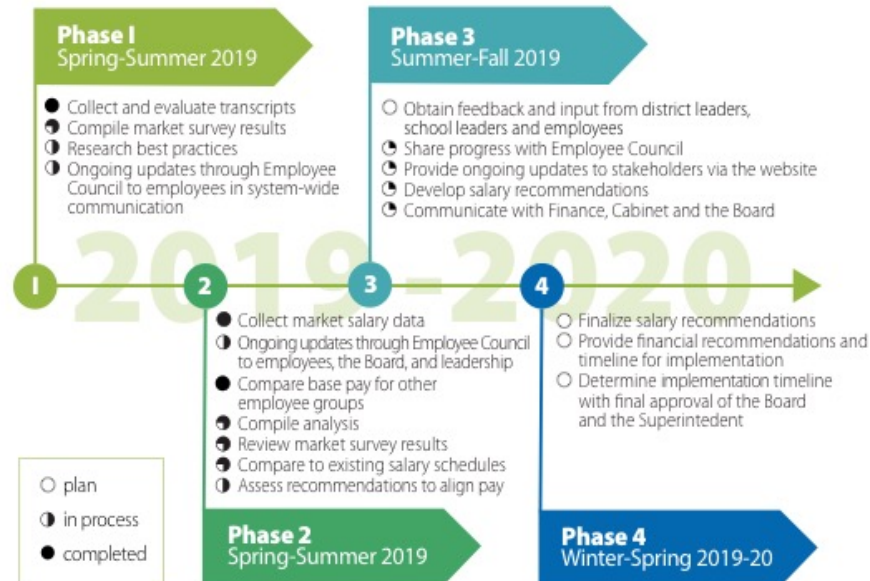 Phase I
Spring-Summer 2019
Collect and evaluate transcripts
Compile market survey results
Research best practices
Ongoing updates through Employee
Council to employees in system-wide
communication
Phase 3
Summer-Fall 2019
Obtain feedback and input from district leaders,
school leaders and employees
Share progress with Employee Council
Provide ongoing updates to stakeholders via the website
Develop salary recommendations
Communicate with Finance, Cabinet and the Board
2019-2020
I
2
3
4
Collect market salary data
Ongoing updates through Employee Council
to employees, the Board, and leadership
Compare base pay for other
employee groups
Compile analysis
Review market survey results
Compare to existing salary schedules
Assess recommendations to align pay
Phase 2
Spring-Summer 2019
Finalize salary recommendations
Provide financial recommendations and
timeline for implementation
Determine implementation timeline
with final approval of the Board
and the Superintedent
Phase 4
Winter-Spring 2019-20
plan
in process
completed